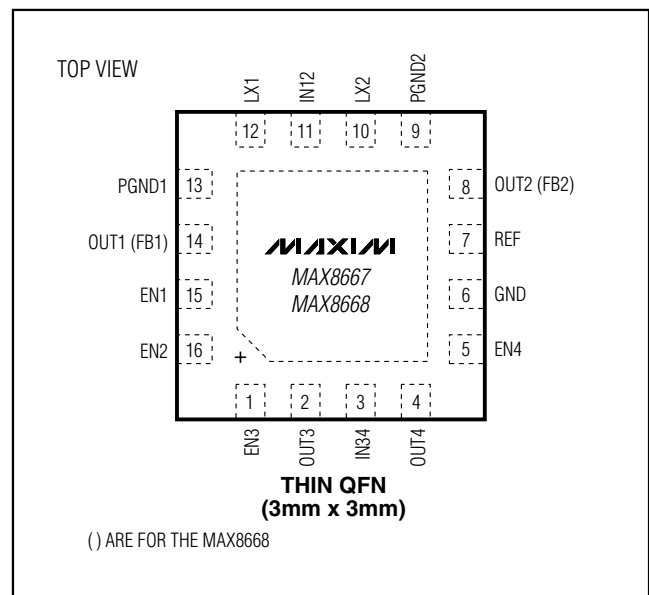 TOP VIEW
LX1
IN12
LX2
PGND2
12
11
10
9
PGND1
13
8
OUT2 (FB2)
OUT1 (FB1)
14
7
REF
EN1
15
6
GND
EN2
16
5
EN4
MAXIM
MAX8667
MAX8668
+
1
2
3
4
EN3
OUT3
IN34
OUT4
THIN QFN
(3mm x 3mm)
( ) ARE FOR THE MAX8668